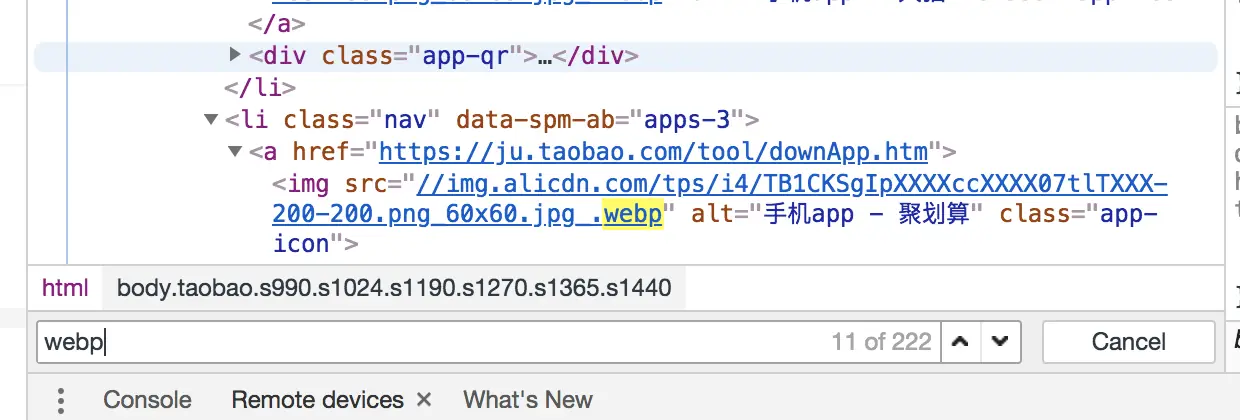 </a>
▶<div class="app-qr">…</div>
</li>
▼<li class="nav" data-spm-ab="apps-3">
▼<a href="https://ju.taobao.com/tool/downApp.htm">
<img src="//img.alicdn.com/tps/i4/TB1CKSgIpXXXXccXXXX07tlTXXX-
200-200.png_60x60.jpg_.webp" alt="手机app - 聚划算" class="app-
icon">
html body.taobao.s990.s1024.s1190.s1270.s1365.s1440
webp 11 of 222 Cancel
Console Remote devices × What's New